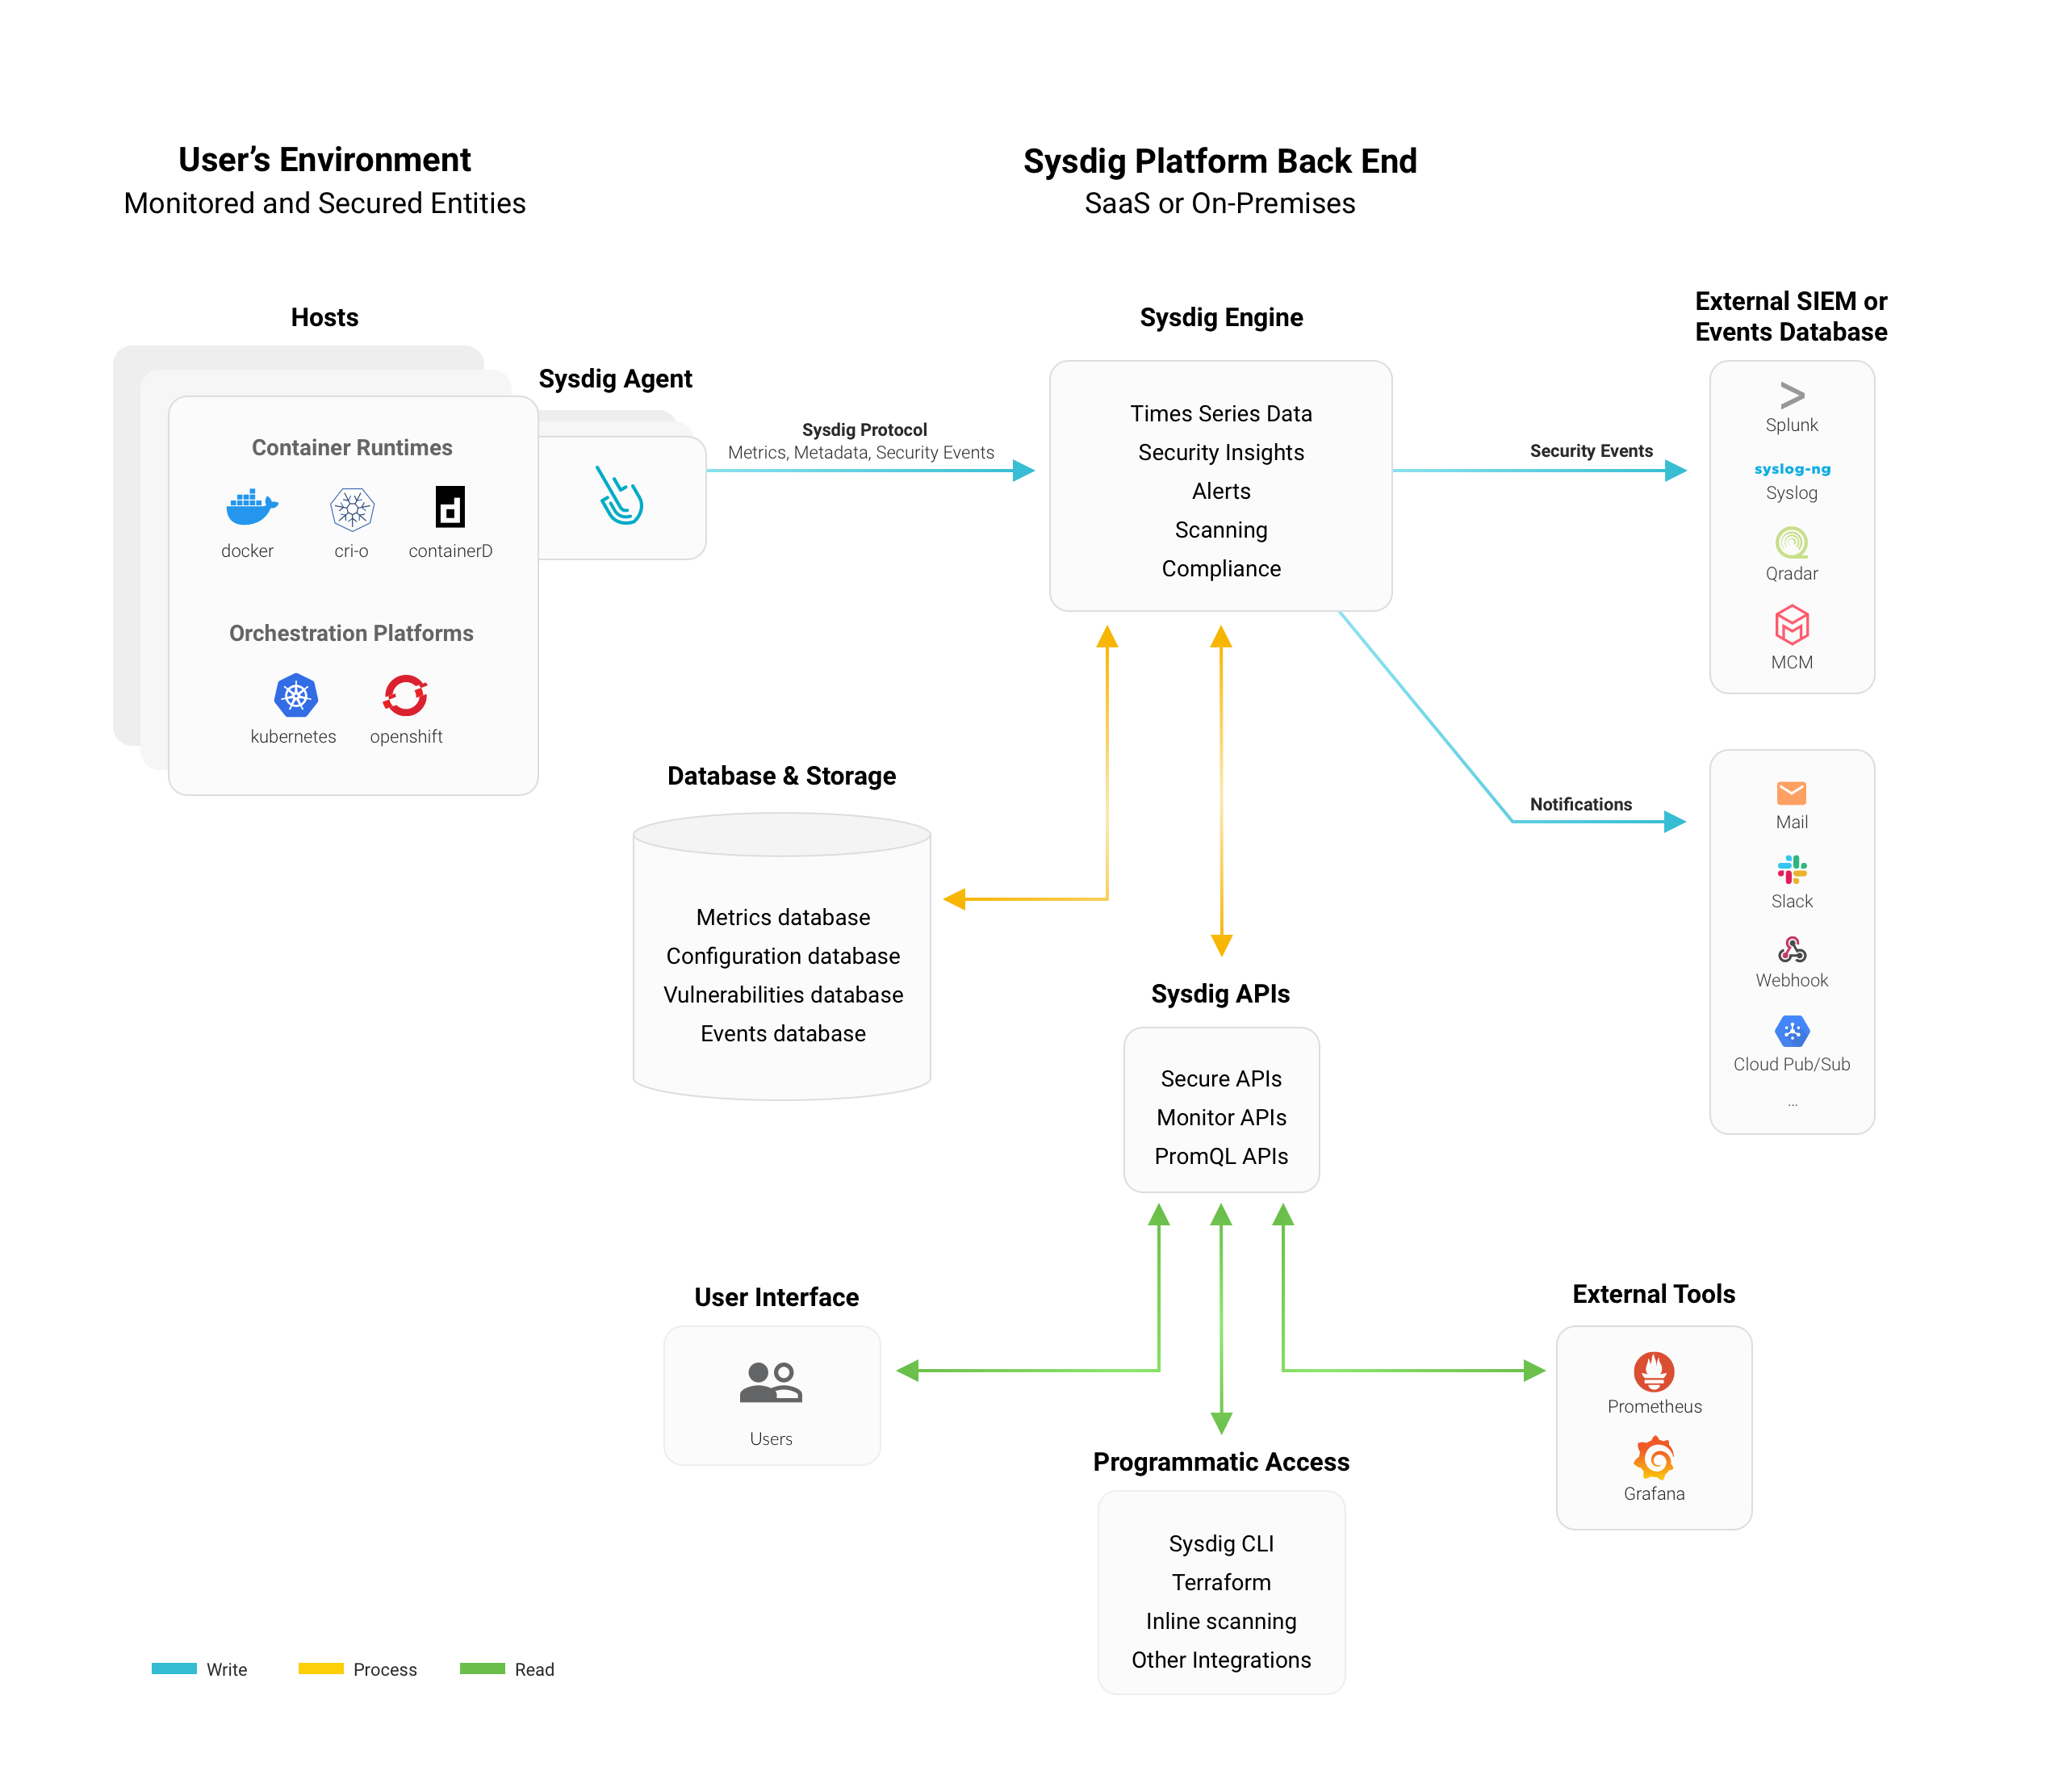 User’s Environment
Monitored and Secured Entities
Sysdig Platform Back End
SaaS or On-Premises
Hosts
Container Runtimes
docker
cri-o
containerD
Orchestration Platforms
kubernetes
openshift
Sysdig Agent
Sysdig Protocol
Metrics, Metadata, Security Events
Sysdig Engine
Times Series Data
Security Insights
Alerts
Scanning
Compliance
Security Events
External SIEM or
Events Database
Splunk
syslog-ng
Syslog
Qradar
MCM
Notifications
Mail
Slack
Webhook
Cloud Pub/Sub
...
Database & Storage
Metrics database
Configuration database
Vulnerabilities database
Events database
Sysdig APIs
Secure APIs
Monitor APIs
PromQL APIs
User Interface
Users
Programmatic Access
Sysdig CLI
Terraform
Inline scanning
Other Integrations
External Tools
Prometheus
Grafana
Write
Process
Read